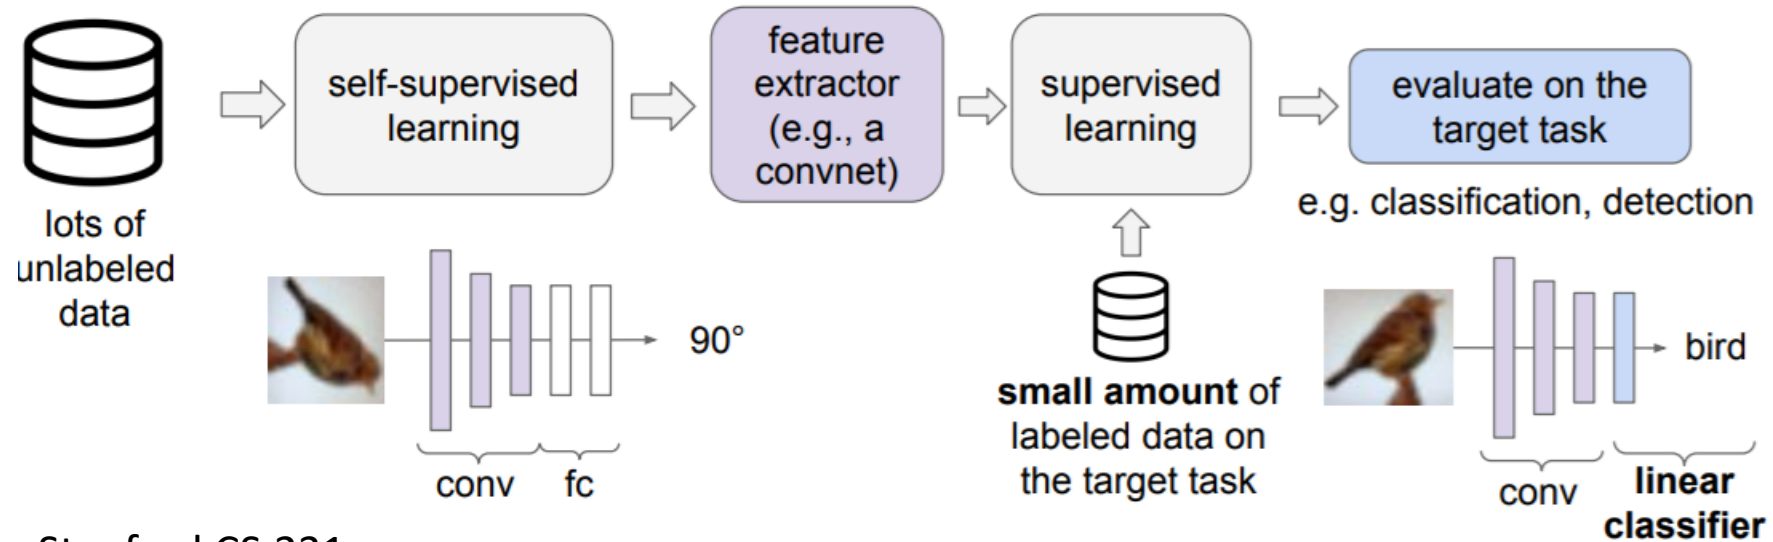 lots of
unlabeled
data
self-supervised
learning
feature
extractor
(e.g., a
convnet)
supervised
learning
evaluate on the
target task
e.g. classification, detection
90°
conv
fc
small amount of
labeled data on
the target task
bird
conv
linear
classifier